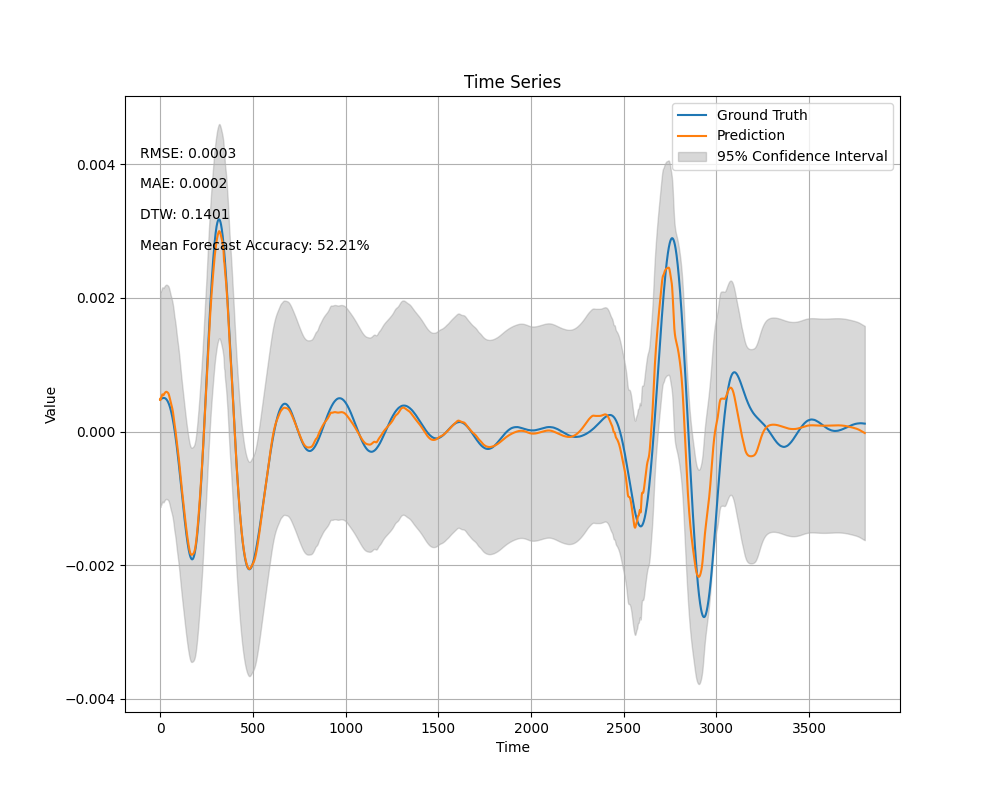 Time Series
Ground Truth
Prediction
95% Confidence Interval
RMSE: 0.0003
MAE: 0.0002
DTW: 0.1401
Mean Forecast Accuracy: 52.21%
Value
0.004
0.002
0.000
−0.002
−0.004
0 500 1000 1500 2000 2500 3000 3500
Time